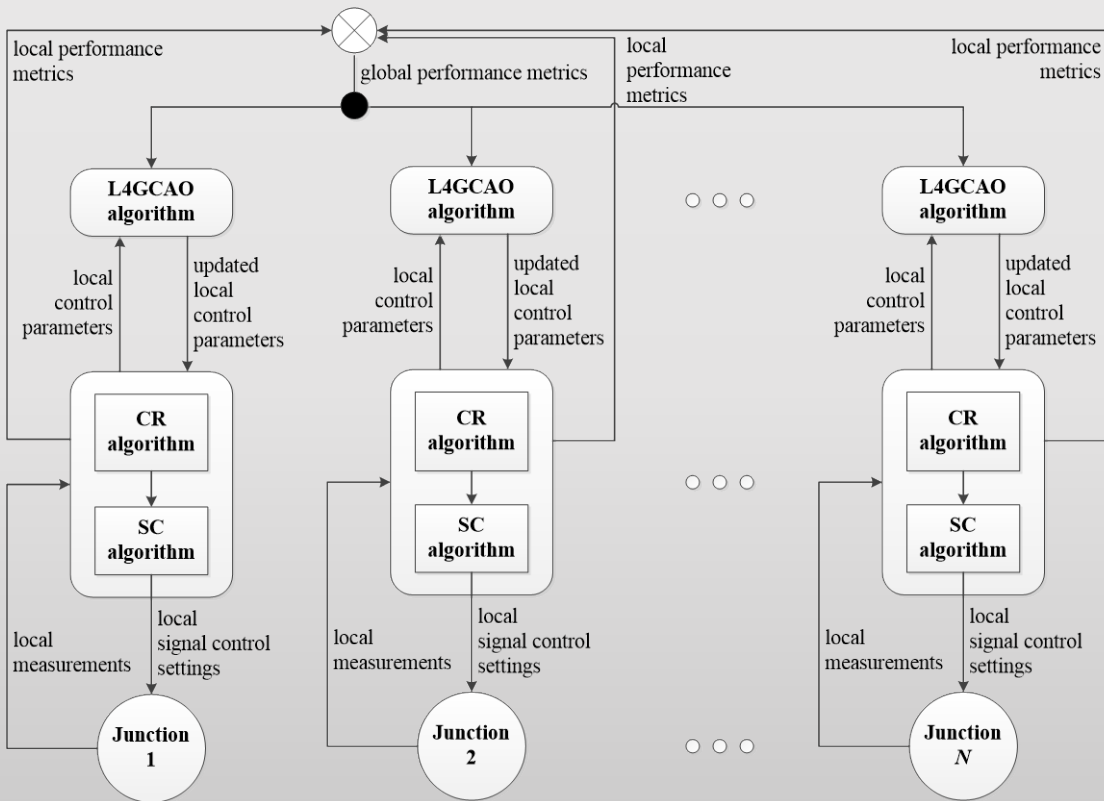 local performance
metrics
global performance metrics
local
performance
metrics
local performance
metrics
L4GCAO
algorithm
L4GCAO
algorithm
L4GCAO
algorithm
local
control
parameters
updated
local
control
parameters
local
control
parameters
updated
local
control
parameters
local
control
parameters
updated
local
control
parameters
CR
algorithm
CR
algorithm
CR
algorithm
SC
algorithm
SC
algorithm
SC
algorithm
local
measurements
local
signal control
settings
local
measurements
local
signal control
settings
local
measurements
local
signal control
settings
Junction
1
Junction
2
Junction
N